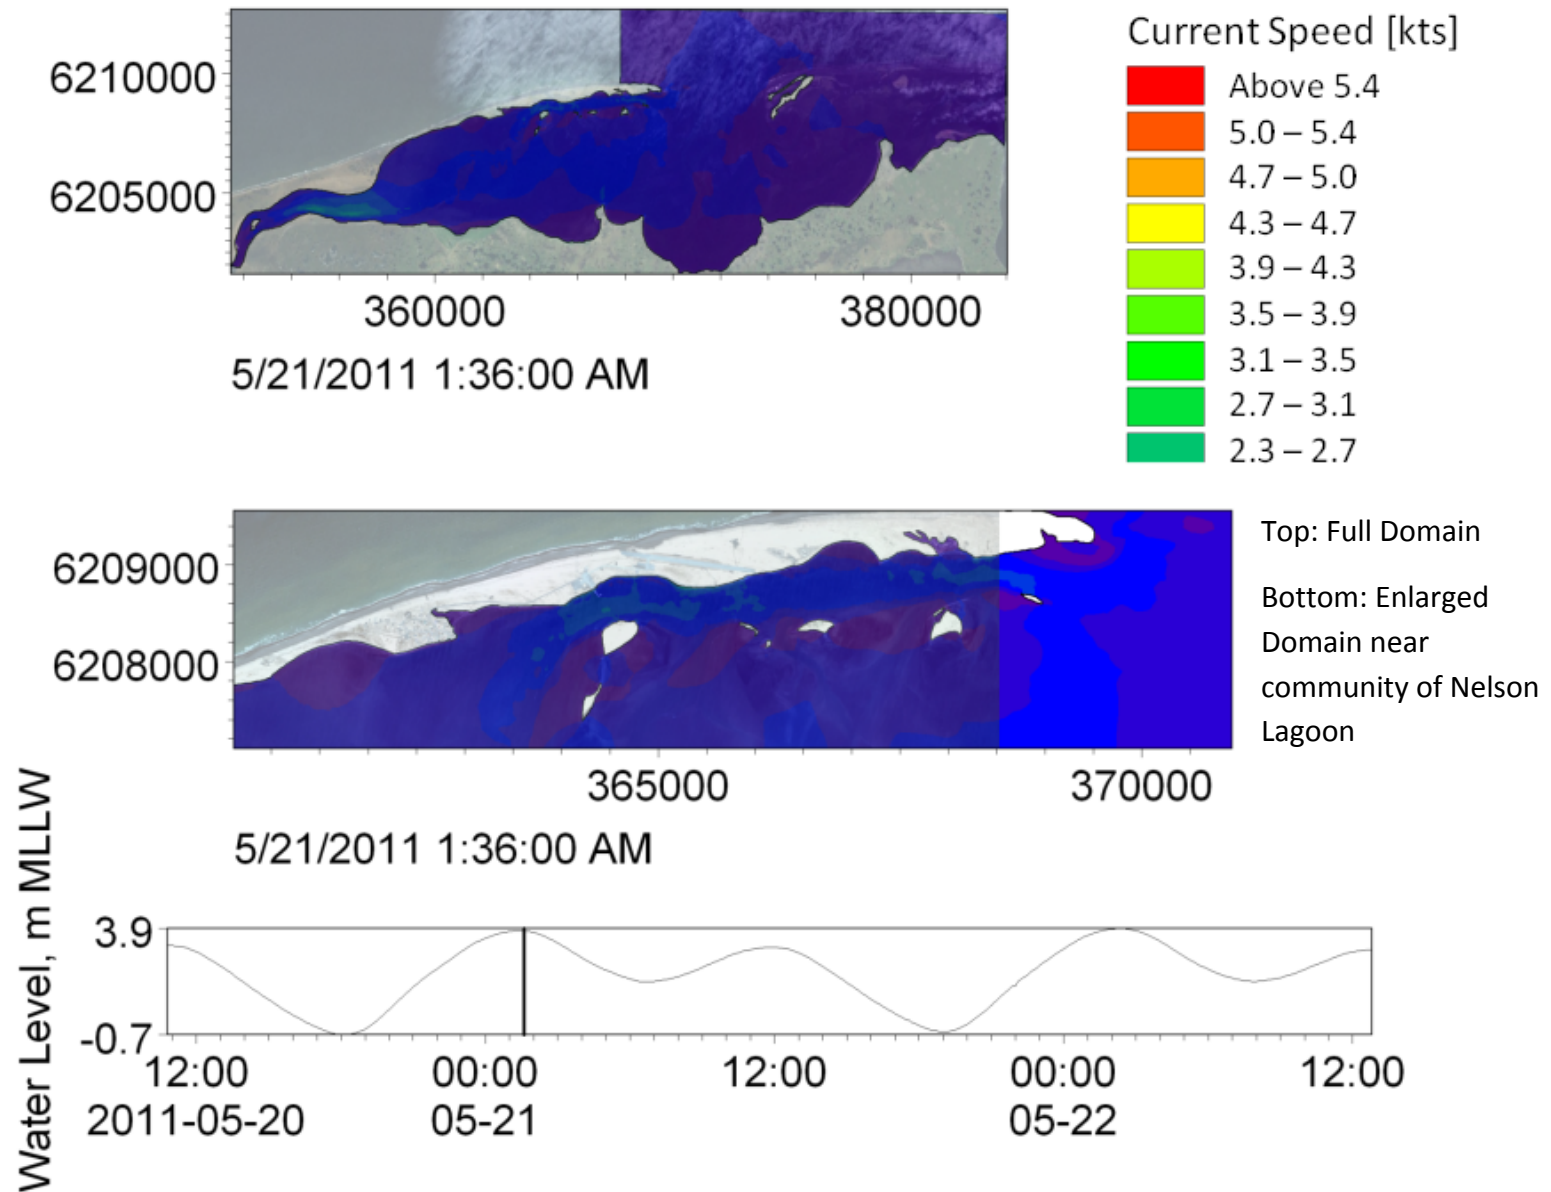 Current Speed [kts]
Above 5.4
5.0 – 5.4
4.7 – 5.0
4.3 – 4.7
3.9 – 4.3
3.5 – 3.9
3.1 – 3.5
2.7 – 3.1
2.3 – 2.7
6210000
6205000
360000
380000
5/21/2011 1:36:00 AM
Top: Full Domain
Bottom: Enlarged
Domain near
community of Nelson
Lagoon
6209000
6208000
365000
370000
5/21/2011 1:36:00 AM
Water Level, m MLLW
3.9
-0.7
12:00
00:00
12:00
00:00
12:00
2011-05-20
05-21
05-22